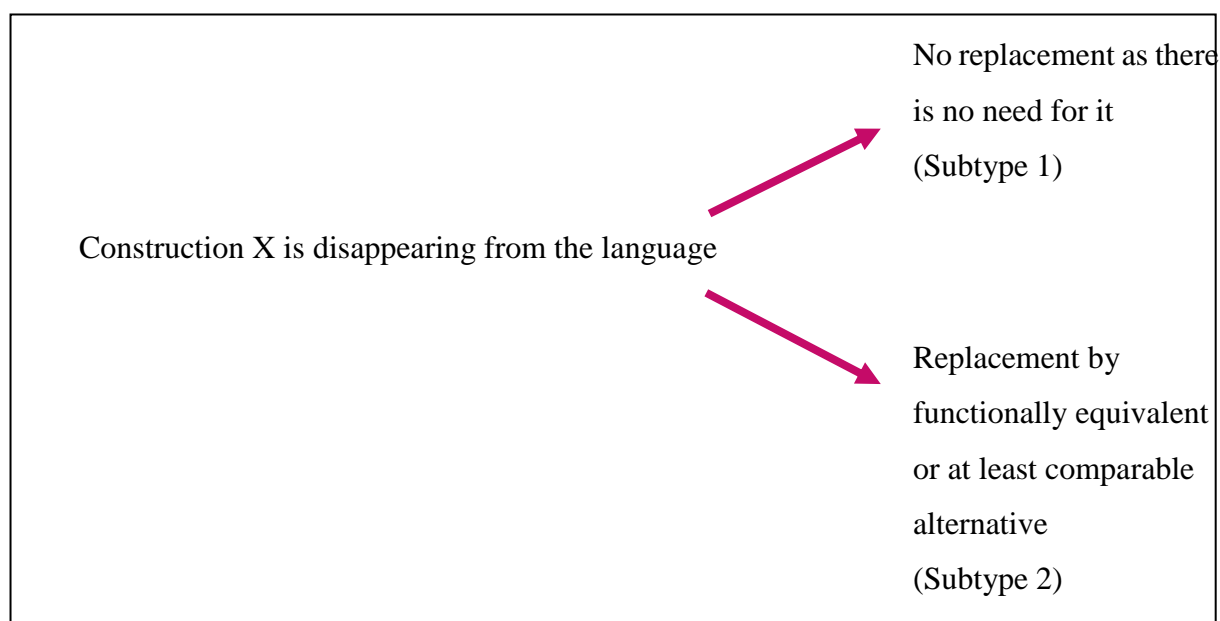 No replacement as there
is no need for it
(Subtype 1)
Construction X is disappearing from the language
Replacement by
functionally equivalent
or at least comparable
alternative
(Subtype 2)